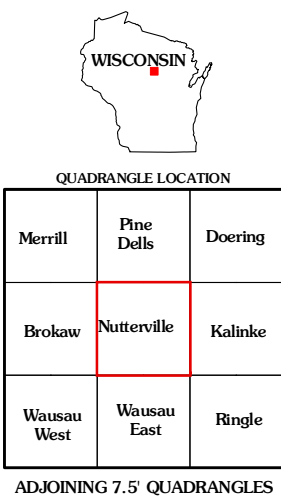 WISCONSIN
QUADRANGLE LOCATION
Merrill
Pine
Dells
Doering
Brokaw
Nutterville
Kalinke
Wausau
West
Wausau
East
Ringle
ADJOINING 7.5' QUADRANGLES